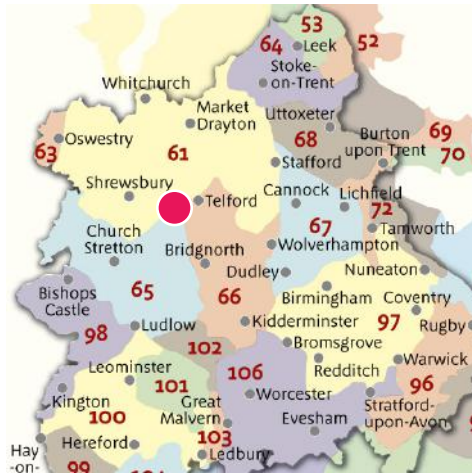 53
52
64
Leek
Stoke-
on-Trent
Whitchurch
Market
Drayton
Uttoxeter
69
63
Oswestry
61
68
Burton
upon Trent
70
Stafford
Shrewsbury
Telford
Cannock
Lichfield
72
67
Tamworth
Church
Stretton
Bridgnorth
Wolverhampton
Dudley
Nuneaton
65
66
Birmingham
Bishops
Castle
Coventry
98
Ludlow
Kidderminster
97
Rugby
102
Bromsgrove
Leominster
106
Redditch
Warwick
101
96
Kington
Great
Malvern
Worcester
Stratford-
upon-Avon
100
Evesham
Hereford
103
Hay
-on-
99
Ledbury